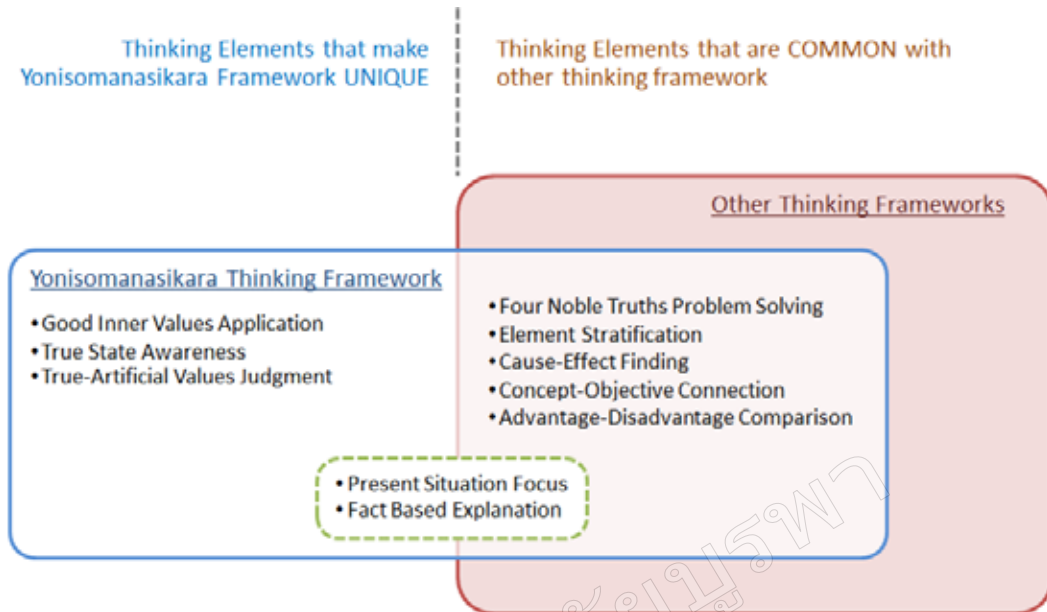 Thinking Elements that make
Yonisomanasikara Framework UNIQUE
Thinking Elements that are COMMON with
other thinking framework
Other Thinking Frameworks
Yonisomanasikara Thinking Framework
•Good Inner Values Application
•True State Awareness
•True-Artificial Values Judgment
•Four Noble Truths Problem Solving
•Element Stratification
•Cause-Effect Finding
•Concept-Objective Connection
•Advantage-Disadvantage Comparison
•Present Situation Focus
•Fact Based Explanation